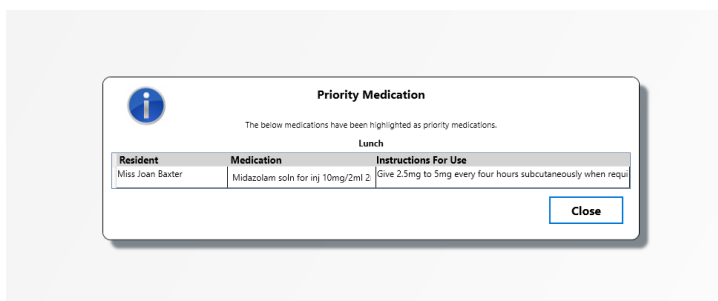 Priority Medication
The below medications have been highlighted as priority medications.
Lunch
Resident Medication Instructions For Use
Miss Joan Baxter Midazolam soln for inj 10mg/2ml Give 2.5mg to 5mg every four hours subcutaneously when requi
Close